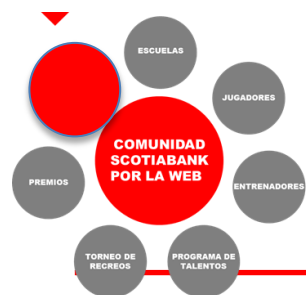 ESCUELAS
JUGADORES
COMUNIDAD
SCOTIABANK
POR LA WEB
PREMIOS
ENTRENADORES
TORNEO DE
RECREOS
PROGRAMA DE
TALENTOS